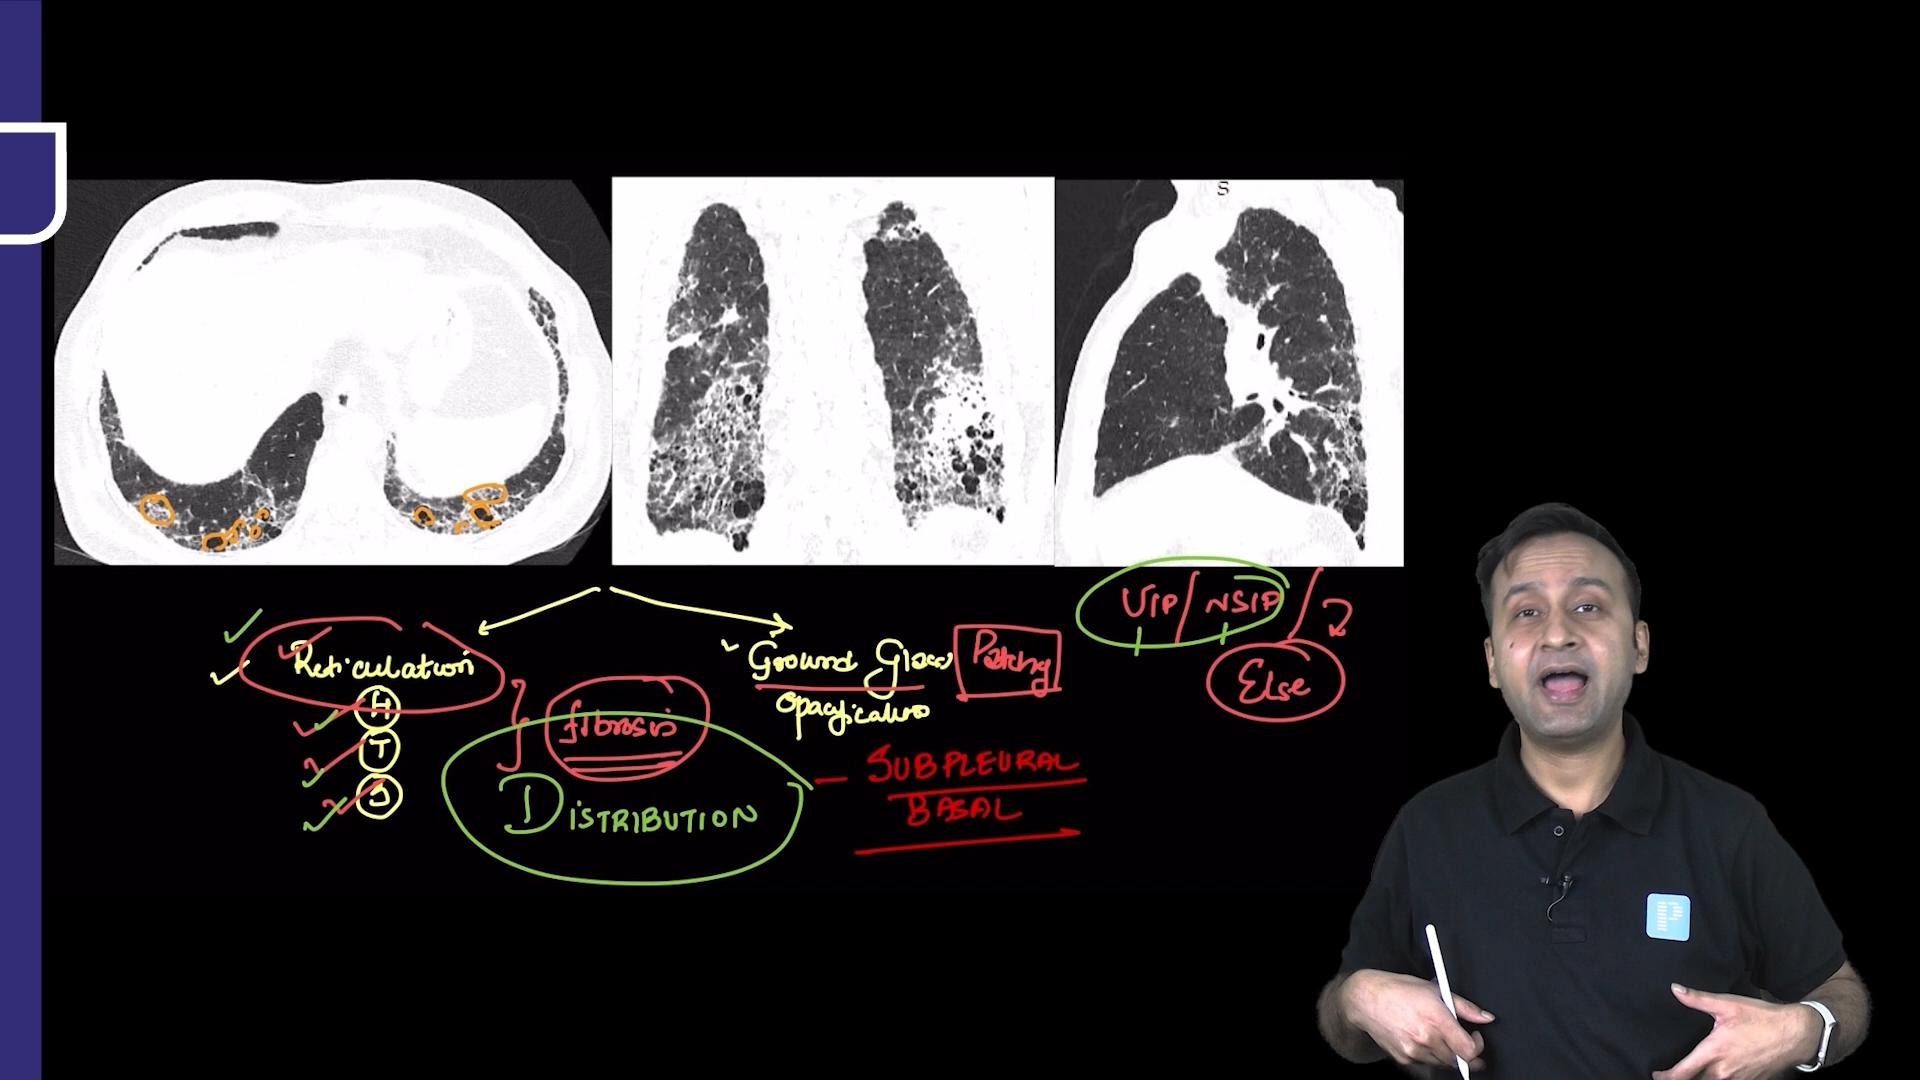 S
UIP/NSIP/
Reticulation
Ground Glass
Patchy
Else
H
Opacification
fibrosis
T
SUBPLEURAL
DISTRIBUTION
BASAL
P